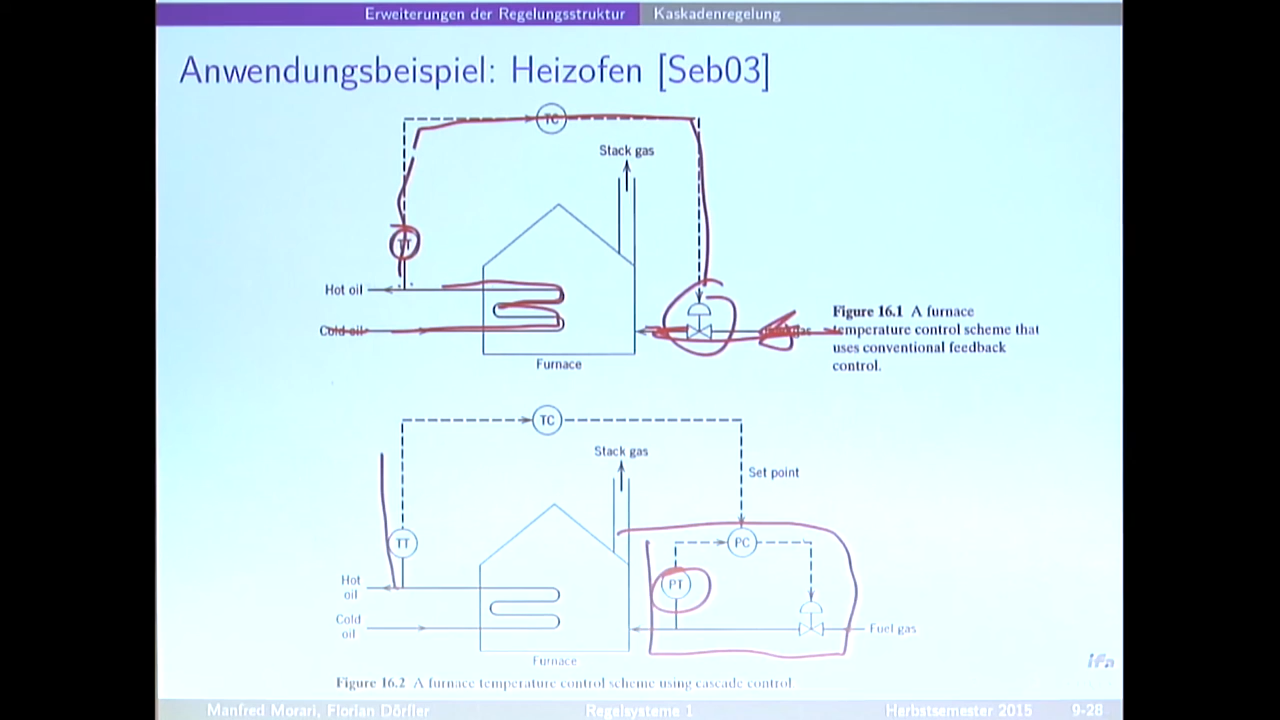 Erweiterungen der Regelungsstruktur Kaskadenregelung
Anwendungsbeispiel: Heizofen [Seb03]
TC
Stack gas
TT
Hot oil
Cold oil
Furnace
Figure 16.1 A furnace
temperature control scheme that
uses conventional feedback
control.
TC
Stack gas
Set point
TT
PC
PT
Hot
oil
Cold
oil
Fuel gas
Furnace
ifa
Figure 16.2 A furnace temperature control scheme using cascade control
Manfred Morari, Florian Dörfler Regelsysteme 1 Herbstsemester 2015 9-28